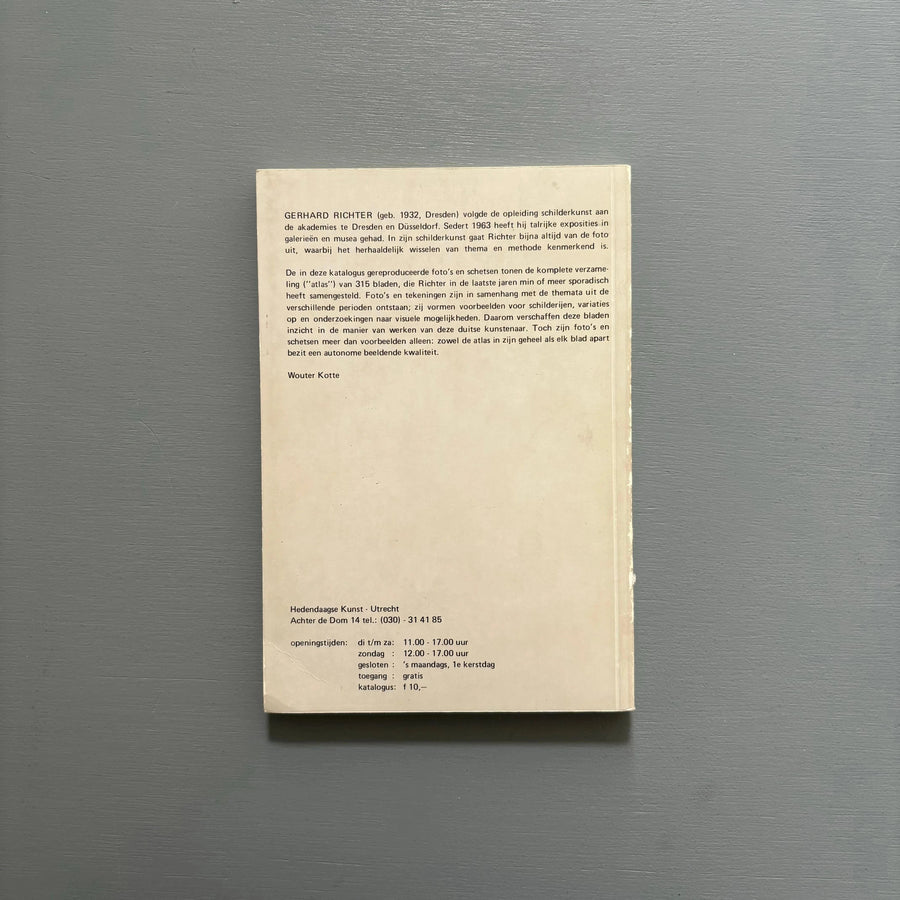 GERHARD RICHTER (geb. 1932, Dresden) volgde de opleiding schilderkunst aan
de akademies te Dresden en Düsseldorf. Sedert 1963 heeft hij talrijke exposities in
galerieën en musea gehad. In zijn schilderkunst gaat Richter bijna altijd van de foto
uit, waarbij het herhaaldelijk wisselen van thema en methode kenmerkend is.
De in deze katalogus gereproduceerde foto's en schetsen tonen de komplete verzame-
ling ("atlas") van 315 bladen, die Richter in de laatste jaren min of meer sporadisch
heeft samengesteld. Foto's en tekeningen zijn in samenhang met de themata uit de
verschillende perioden ontstaan; zij vormen voorbeelden voor schilderijen, variaties
op en onderzoekingen naar visuele mogelijkheden. Daarom verschaffen deze bladen
inzicht in de manier van werken van deze duitse kunstenaar. Toch zijn foto's en
schetsen meer dan voorbeelden alleen: zowel de atlas in zijn geheel als elk blad apart
bezit een autonome beeldende kwaliteit.
Wouter Kotte
Hedendaagse Kunst - Utrecht
Achter de Dom 14 tel.: (030) - 31 41 85
openingstijden: di t/m za: 11.00 - 17.00 uur
zondag : 12.00 - 17.00 uur
gesloten : 's maandags, 1e kerstdag
toegang : gratis
katalogus: f 10,—